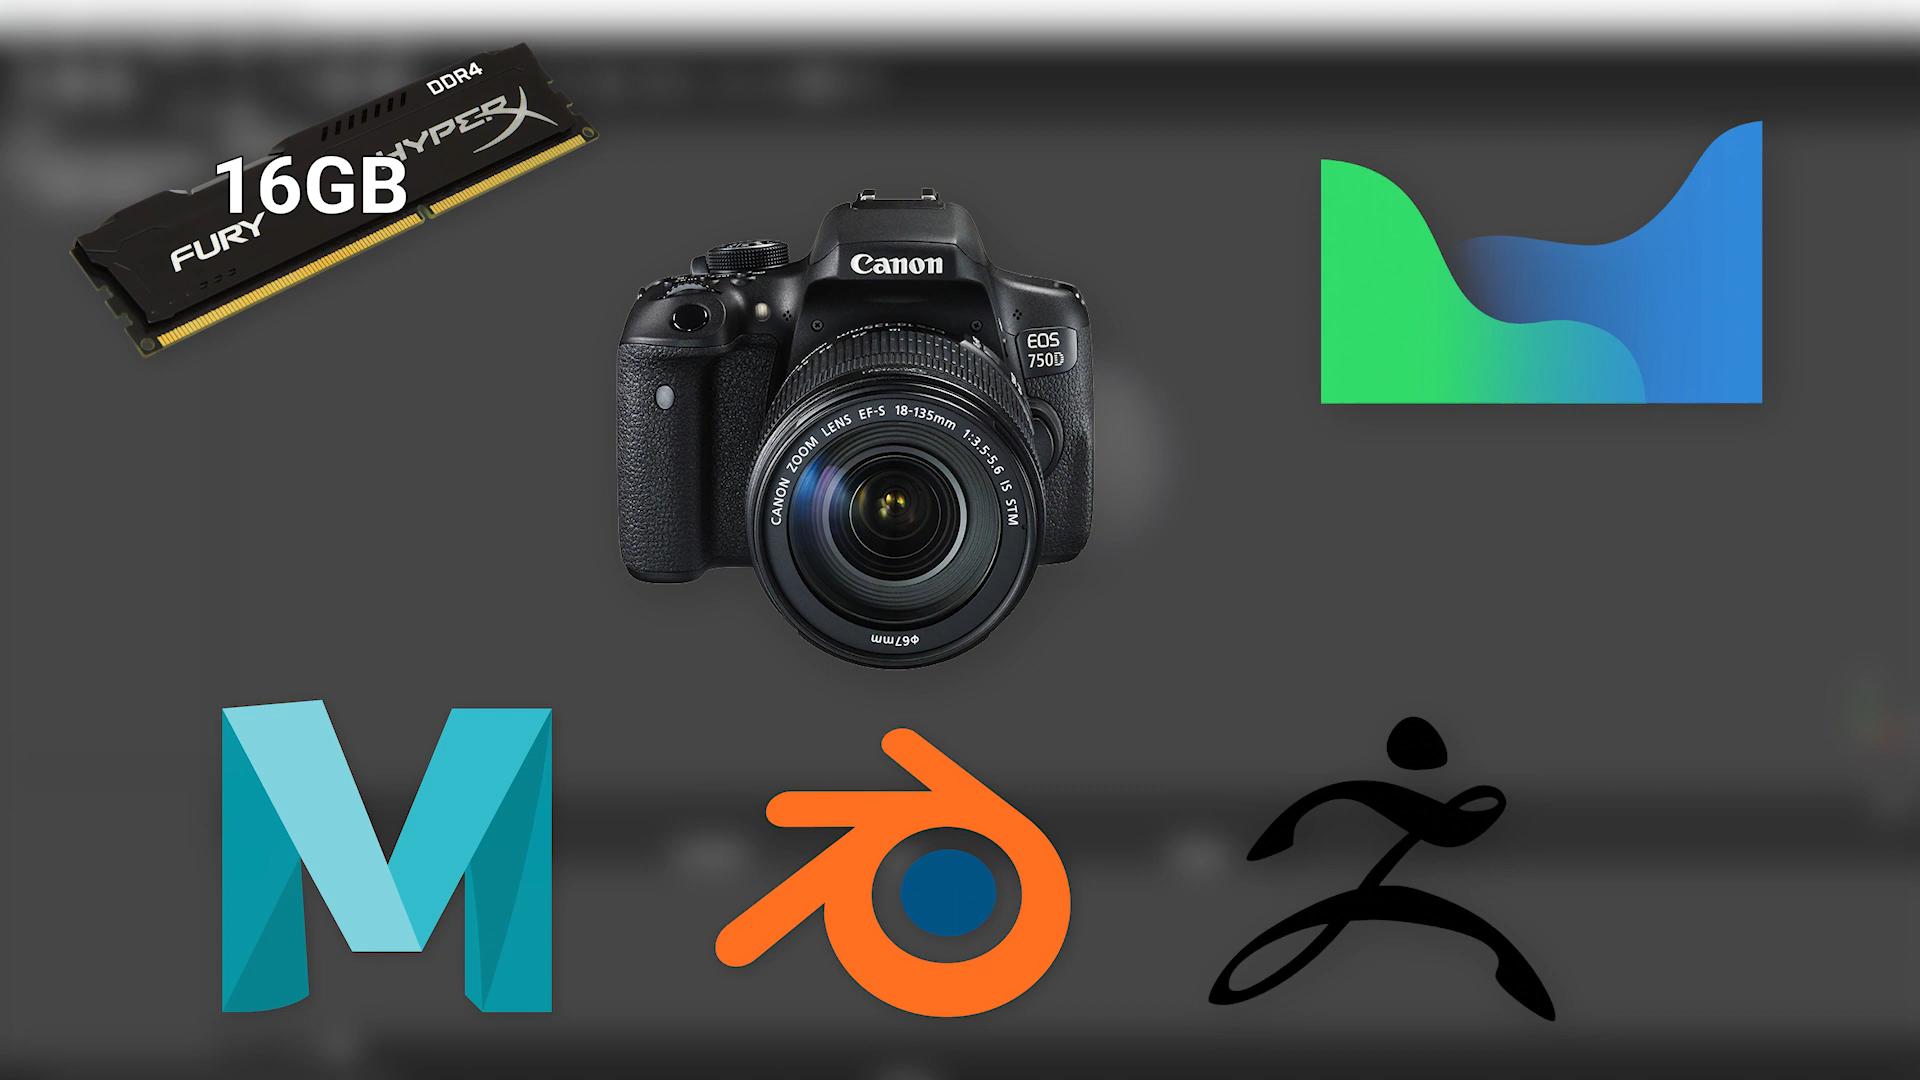 DDR4
HYPERX
16GB
FURY
Canon
EOS
750D
CANON ZOOM LENS EF-S 18-135mm 1:3.5-5.6 IS STM
Φ67mm